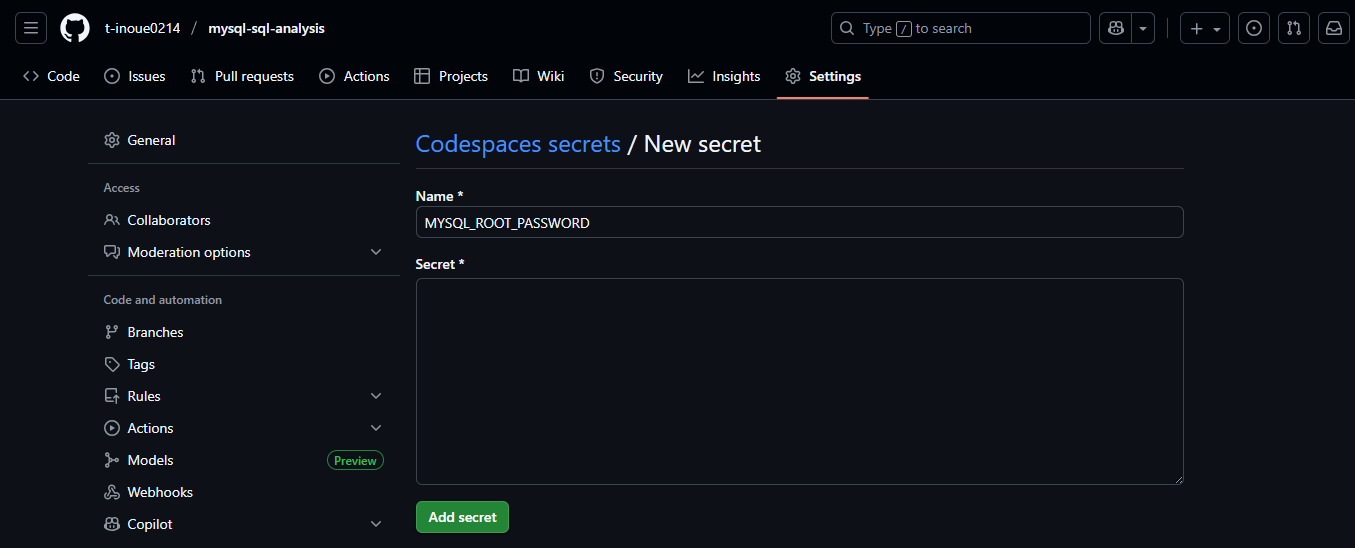 t-inoue0214 / mysql-sql-analysis
Type / to search
Code Issues Pull requests Actions Projects Wiki Security Insights Settings
General
Access
Collaborators
Moderation options
Code and automation
Branches
Tags
Rules
Actions
Models Preview
Webhooks
Copilot
Codespaces secrets / New secret
Name *
MYSQL_ROOT_PASSWORD
Secret *
Add secret